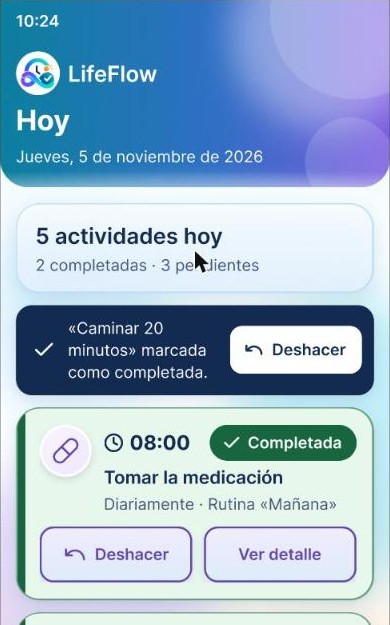 10:24
LifeFlow
Hoy
Jueves, 5 de noviembre de 2026
5 actividades hoy
2 completadas · 3 pendientes
«Caminar 20
minutos» marcada
como completada.
Deshacer
08:00
Completada
Tomar la medicación
Diariamente · Rutina «Mañana»
Deshacer
Ver detalle